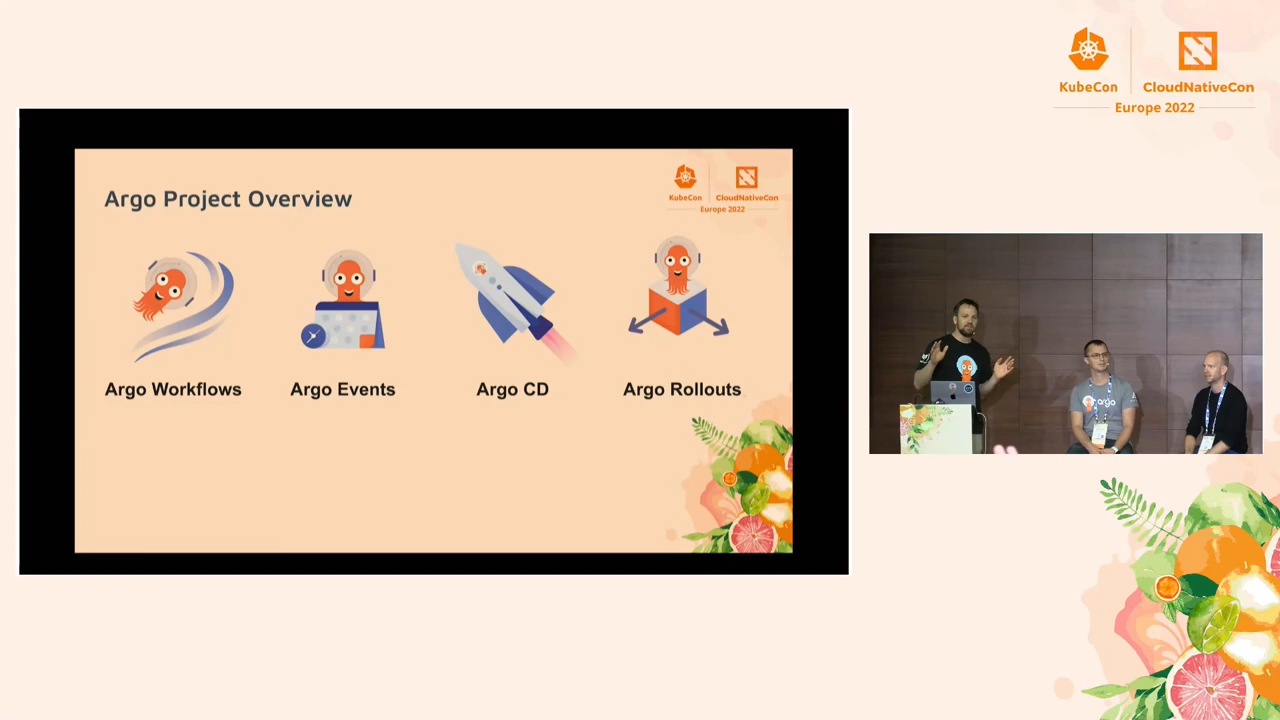 KubeCon
CloudNativeCon
Europe 2022
Argo Project Overview
KubeCon
CloudNativeCon
Europe 2022
Argo Workflows
Argo Events
Argo CD
Argo Rollouts
argo